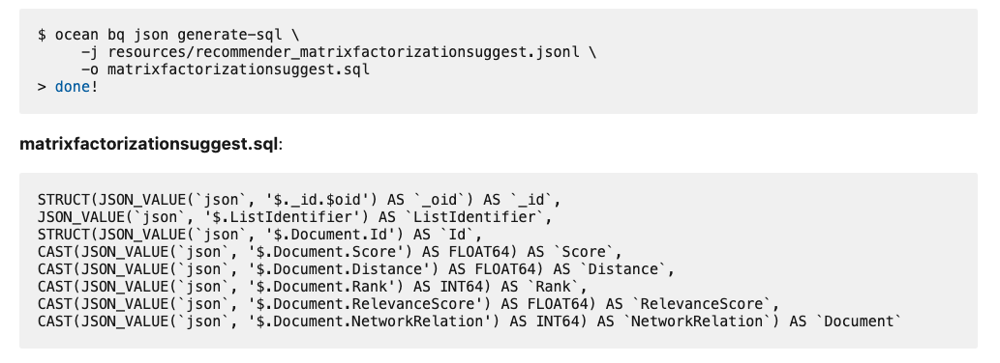 $ ocean bq json generate-sql \
     -j resources/recommender_matrixfactorizationsuggest.jsonl \
     -o matrixfactorizationsuggest.sql
> done!
matrixfactorizationsuggest.sql:
STRUCT(JSON_VALUE(`json`, '$._id.$oid') AS `_oid`) AS `_id`,
JSON_VALUE(`json`, '$.ListIdentifier') AS `ListIdentifier`,
STRUCT(JSON_VALUE(`json`, '$.Document.Id') AS `Id`,
CAST(JSON_VALUE(`json`, '$.Document.Score') AS FLOAT64) AS `Score`,
CAST(JSON_VALUE(`json`, '$.Document.Distance') AS FLOAT64) AS `Distance`,
CAST(JSON_VALUE(`json`, '$.Document.Rank') AS INT64) AS `Rank`,
CAST(JSON_VALUE(`json`, '$.Document.RelevanceScore') AS FLOAT64) AS `RelevanceScore`,
CAST(JSON_VALUE(`json`, '$.Document.NetworkRelation') AS INT64) AS `NetworkRelation`) AS `Document`